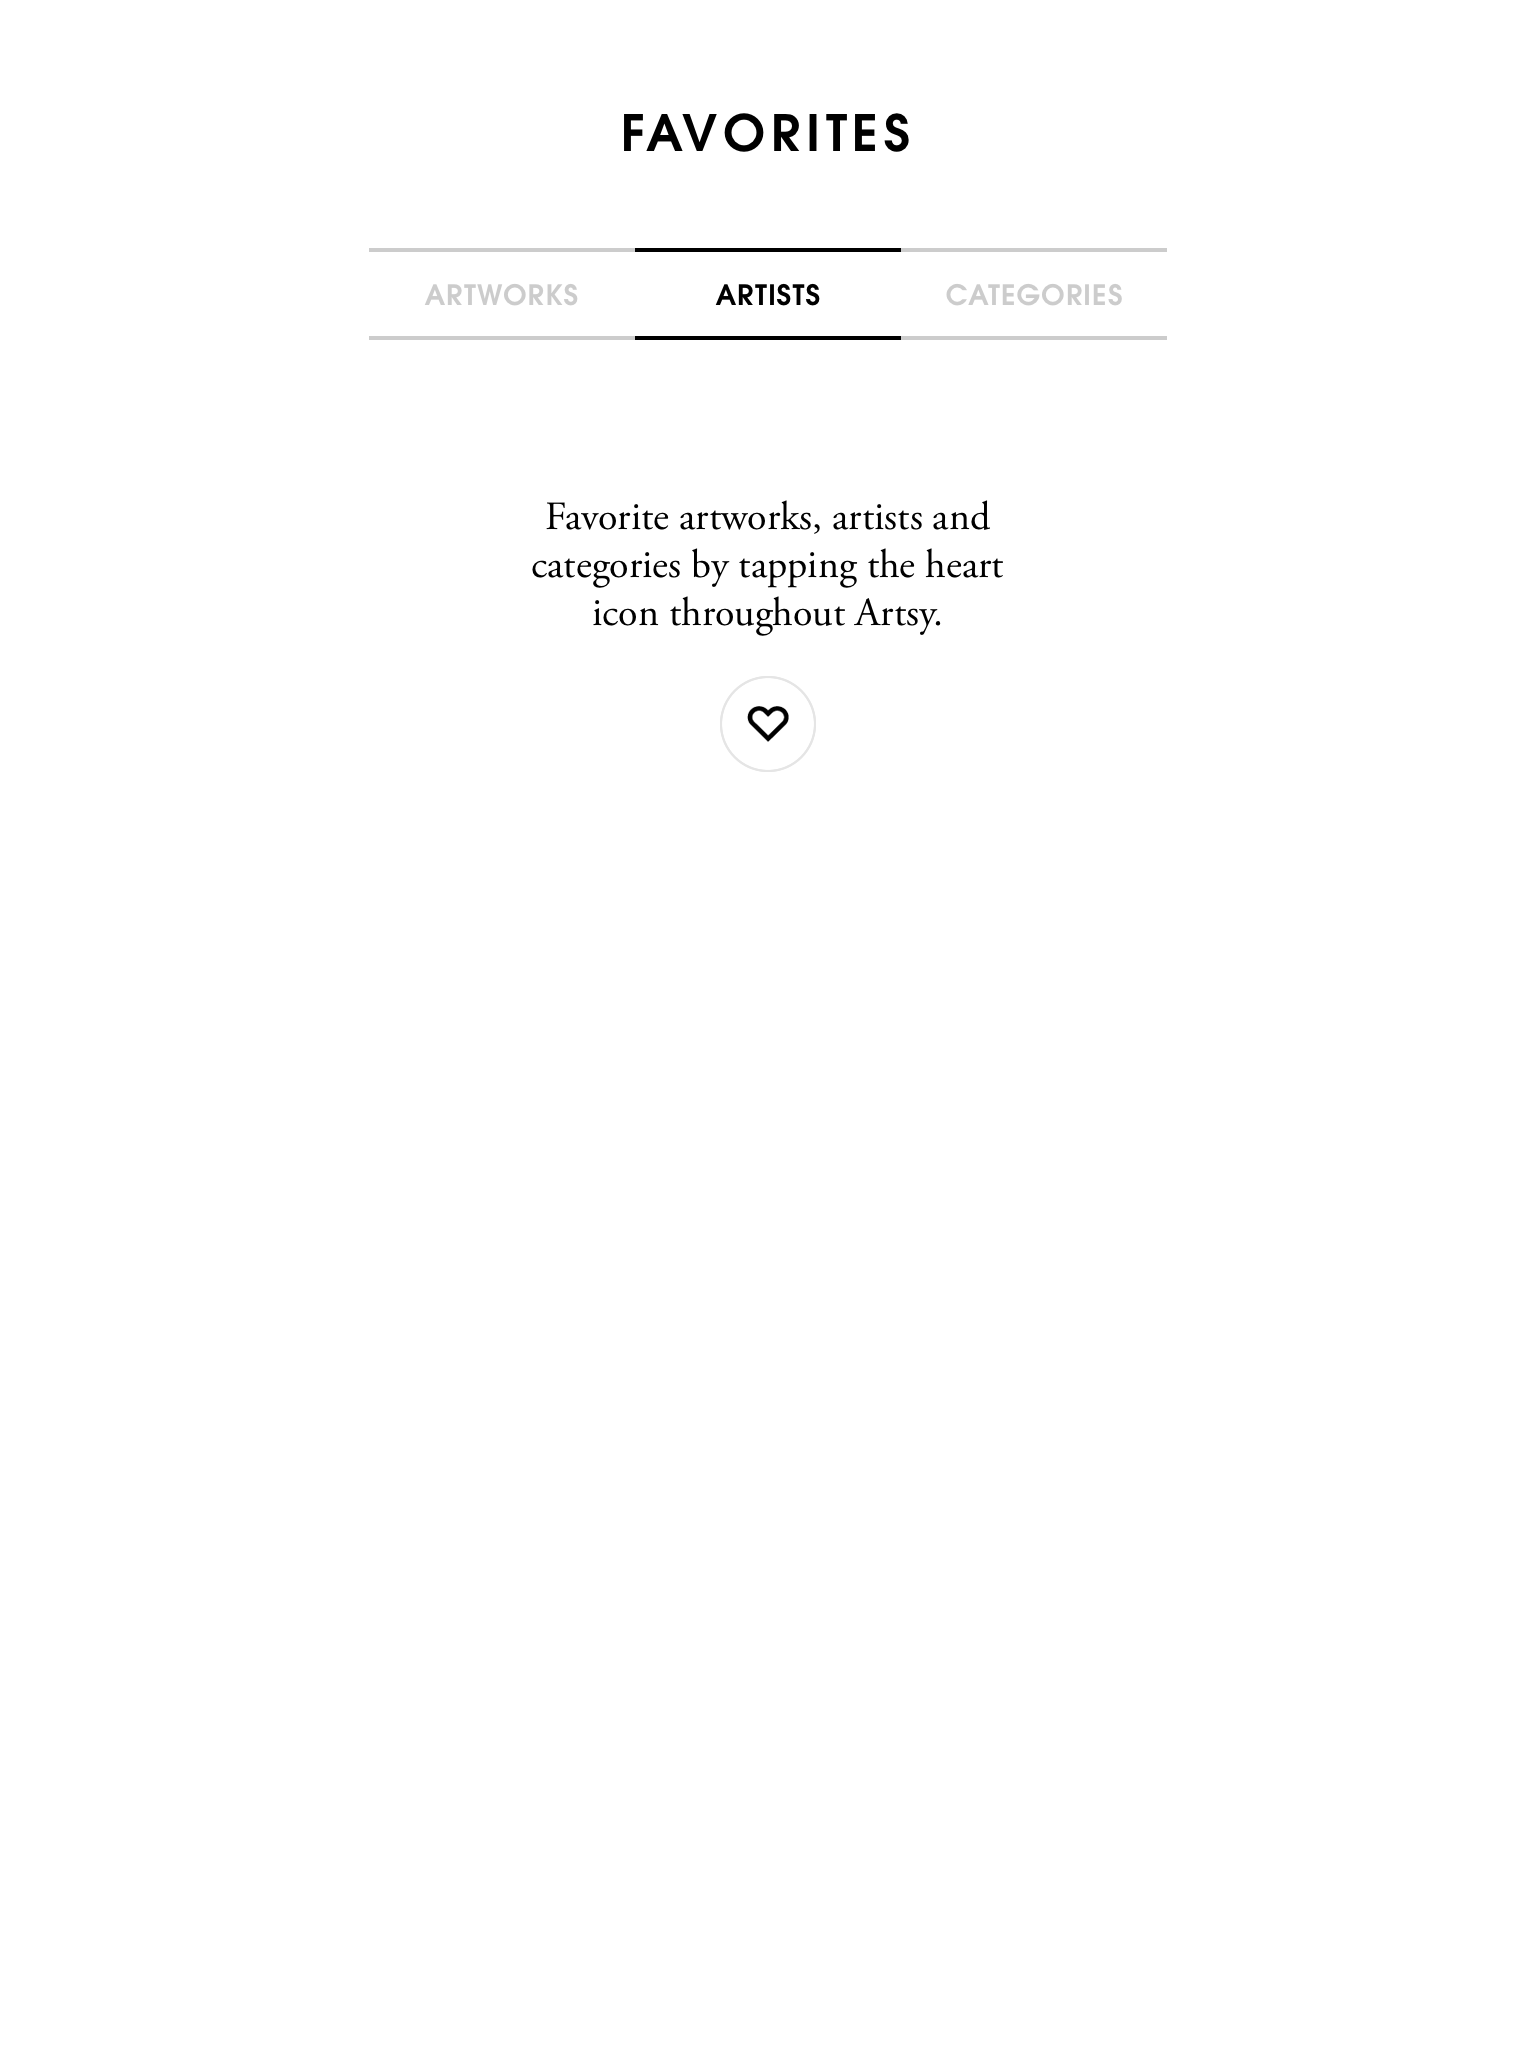 FAVORITES
ARTWORKS
ARTISTS
CATEGORIES
Favorite artworks, artists and
categories by tapping the heart
icon throughout Artsy.